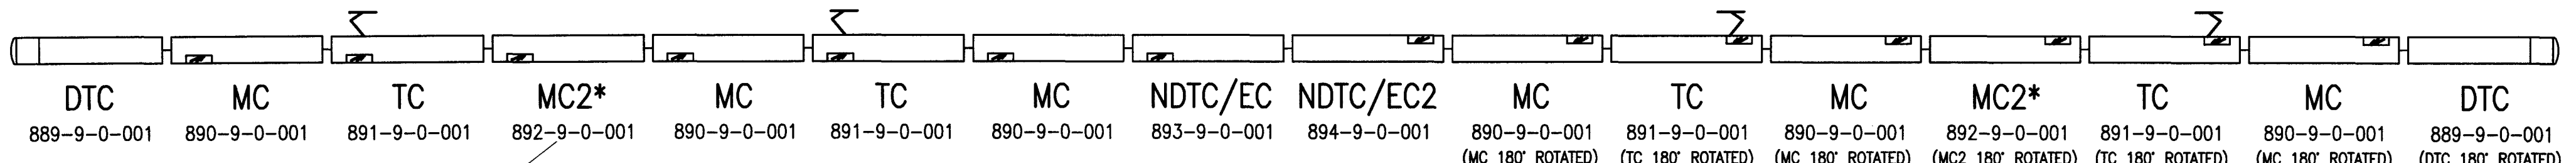 DTC MC TC MC2* MC TC MC NDTC/EC NDTC/EC2 MC TC MC MC2* TC MC DTC
889-9-0-001 890-9-0-001 891-9-0-001 892-9-0-001 890-9-0-001 891-9-0-001 890-9-0-001 893-9-0-001 894-9-0-001 890-9-0-001 891-9-0-001 890-9-0-001 892-9-0-001 891-9-0-001 890-9-0-001 889-9-0-001
(MC 180° ROTATED) (TC 180° ROTATED) (MC 180° ROTATED) (MC2 180° ROTATED) (TC 180° ROTATED) (MC 180° ROTATED) (DTC 180° ROTATED)